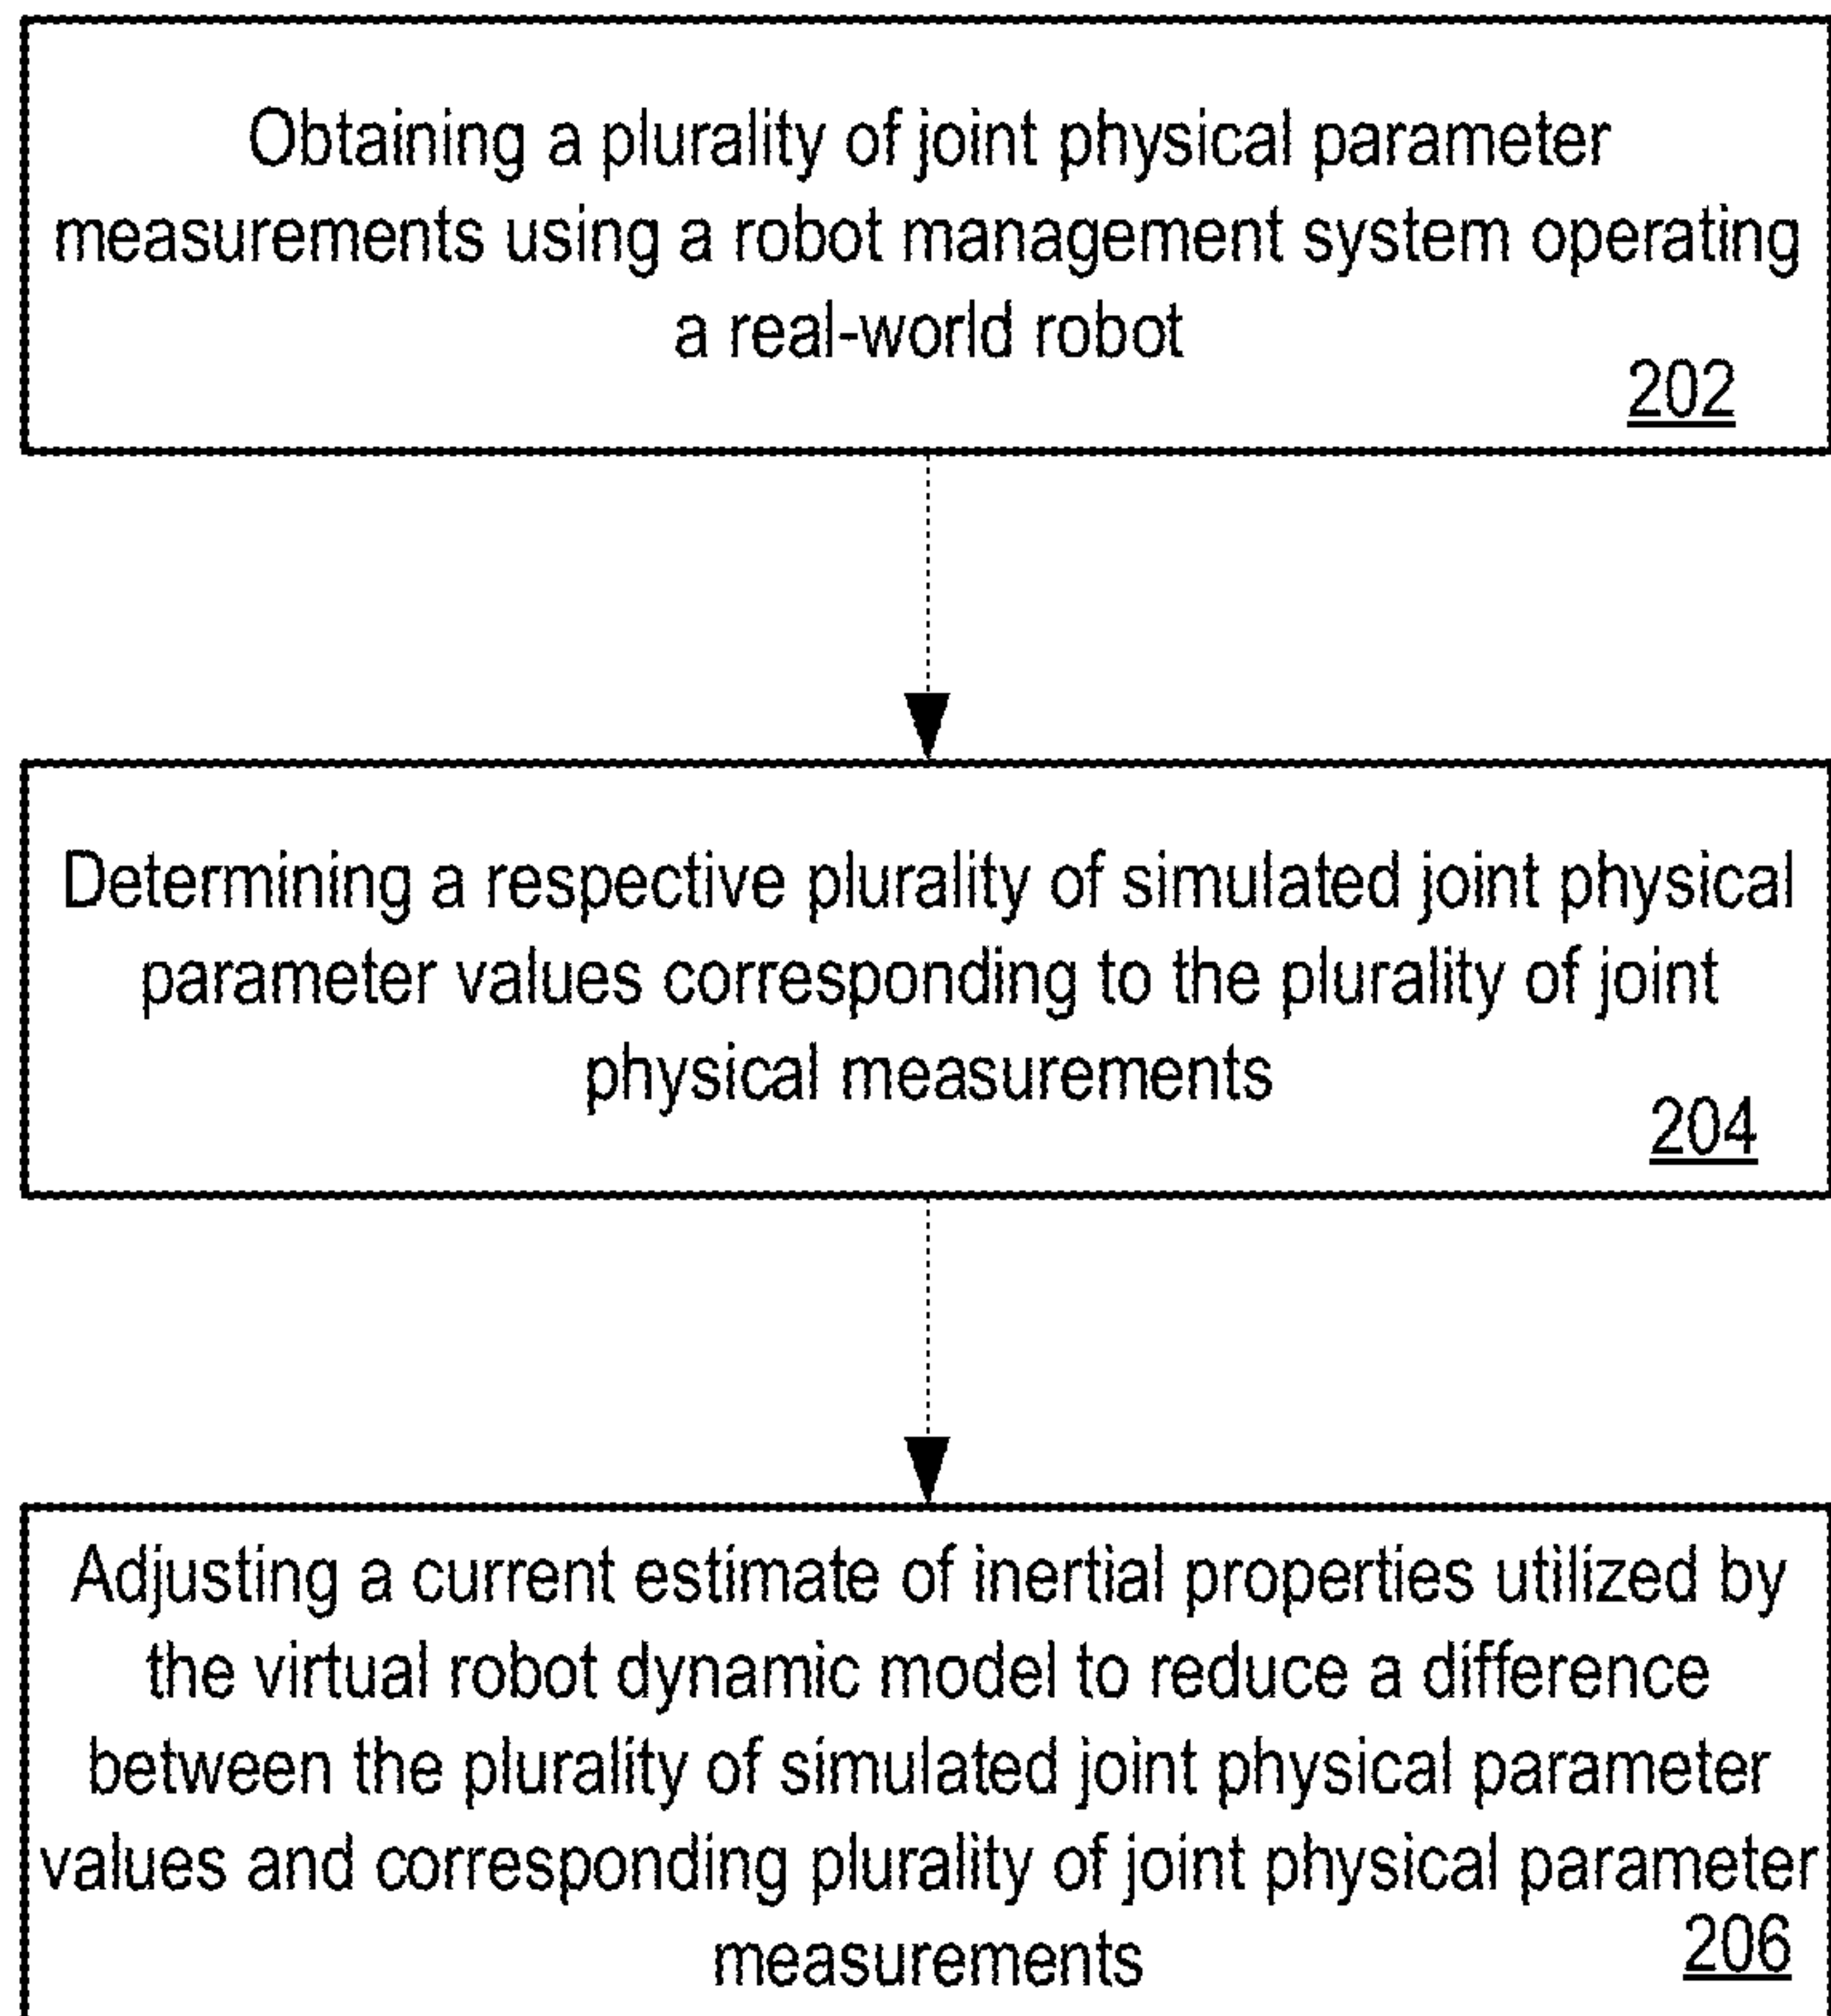 Obtaining a plurality of joint physical parameter
measurements using a robot management system operating
a real-world robot
202
Determining a respective plurality of simulated joint physical
parameter values corresponding to the plurality of joint
physical measurements
204
Adjusting a current estimate of inertial properties utilized by
the virtual robot dynamic model to reduce a difference
between the plurality of simulated joint physical parameter
values and corresponding plurality of joint physical parameter
measurements
206